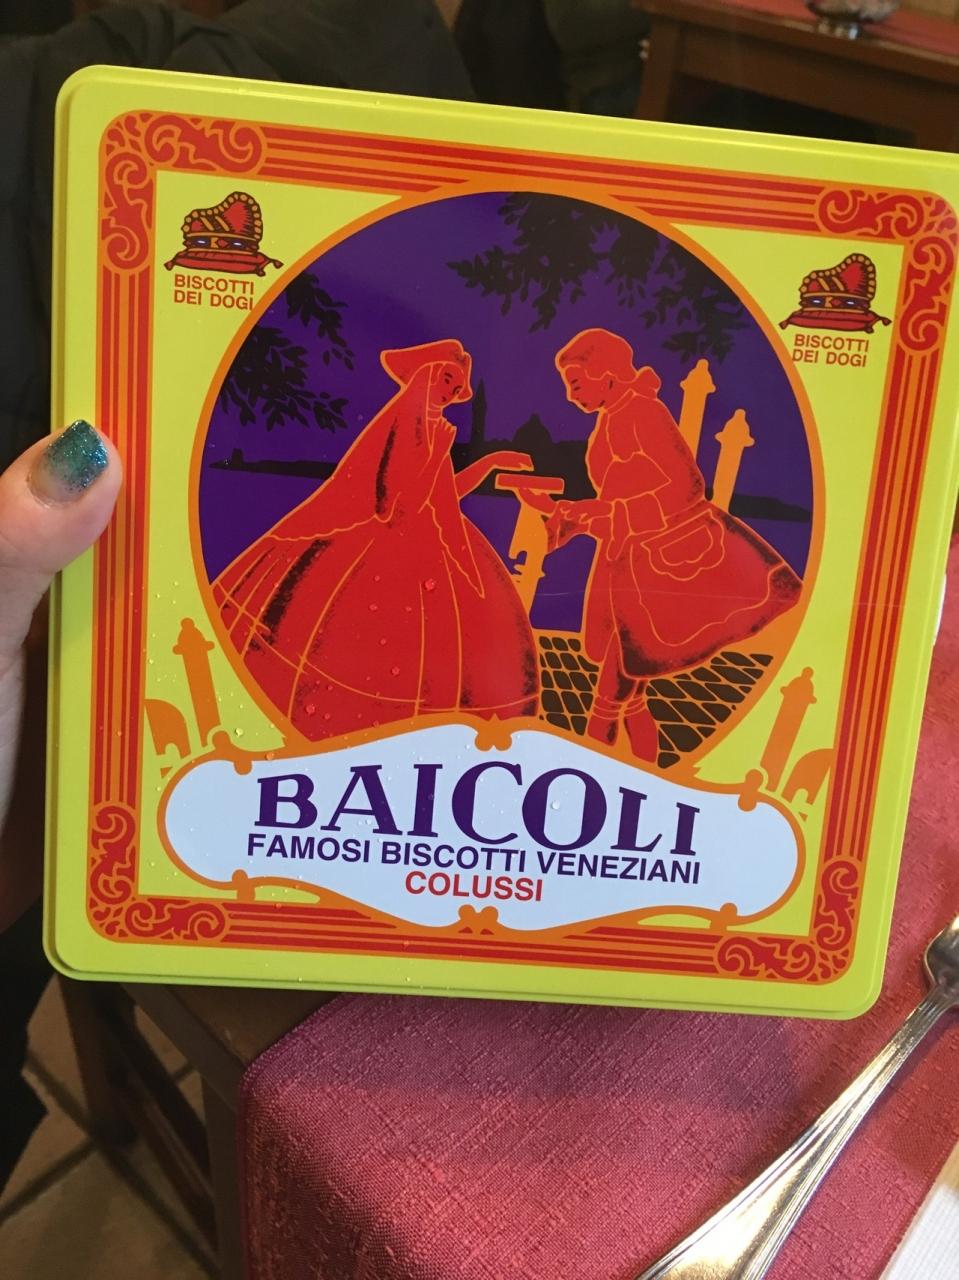 BISCOTTI
DEI DOGI
BISCOTTI
DEI DOGI
BAICOLI
FAMOSI BISCOTTI VENEZIANI
COLUSSI